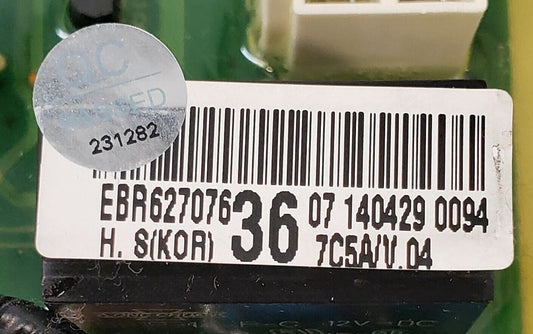 QC
231282
EBR627076 36 07 140429 0094
H. S(KOR) 7C5A/V.04